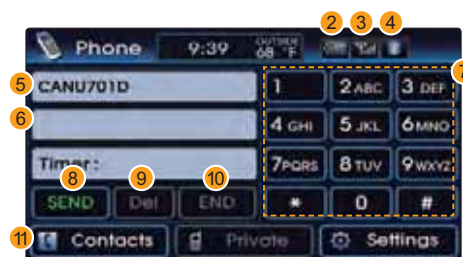 2 3 4
Phone 9:39 OUTSIDE 68 °F
7
5 CANU701D 1 2 ABC 3 DEF
6 4 GHI 5 JKL 6 MNO
Timer: 7 PQRS 8 TUV 9 WXYZ
8 9 10
SEND Del END * 0 #
11 Contacts Private Settings